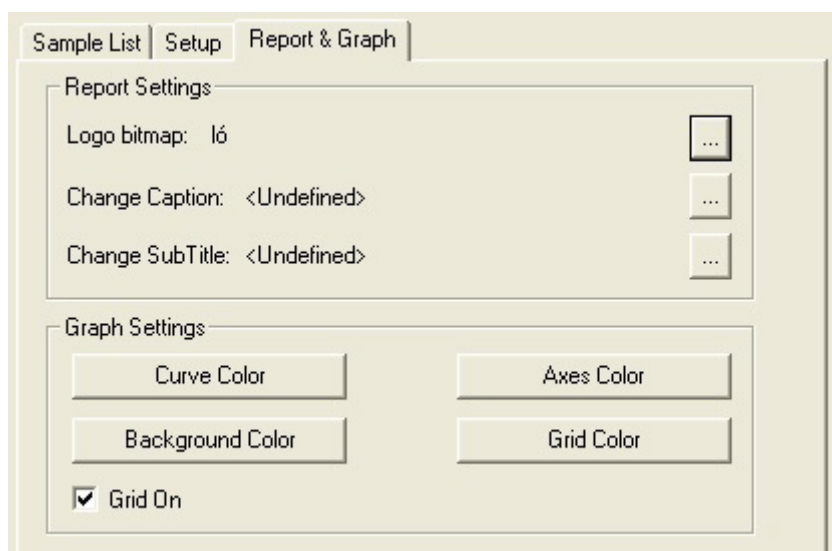 Sample List Setup Report & Graph
Report Settings
Logo bitmap: ló ...
Change Caption: <Undefined> ...
Change SubTitle: <Undefined> ...
Graph Settings
Curve Color Axes Color
Background Color Grid Color
Grid On